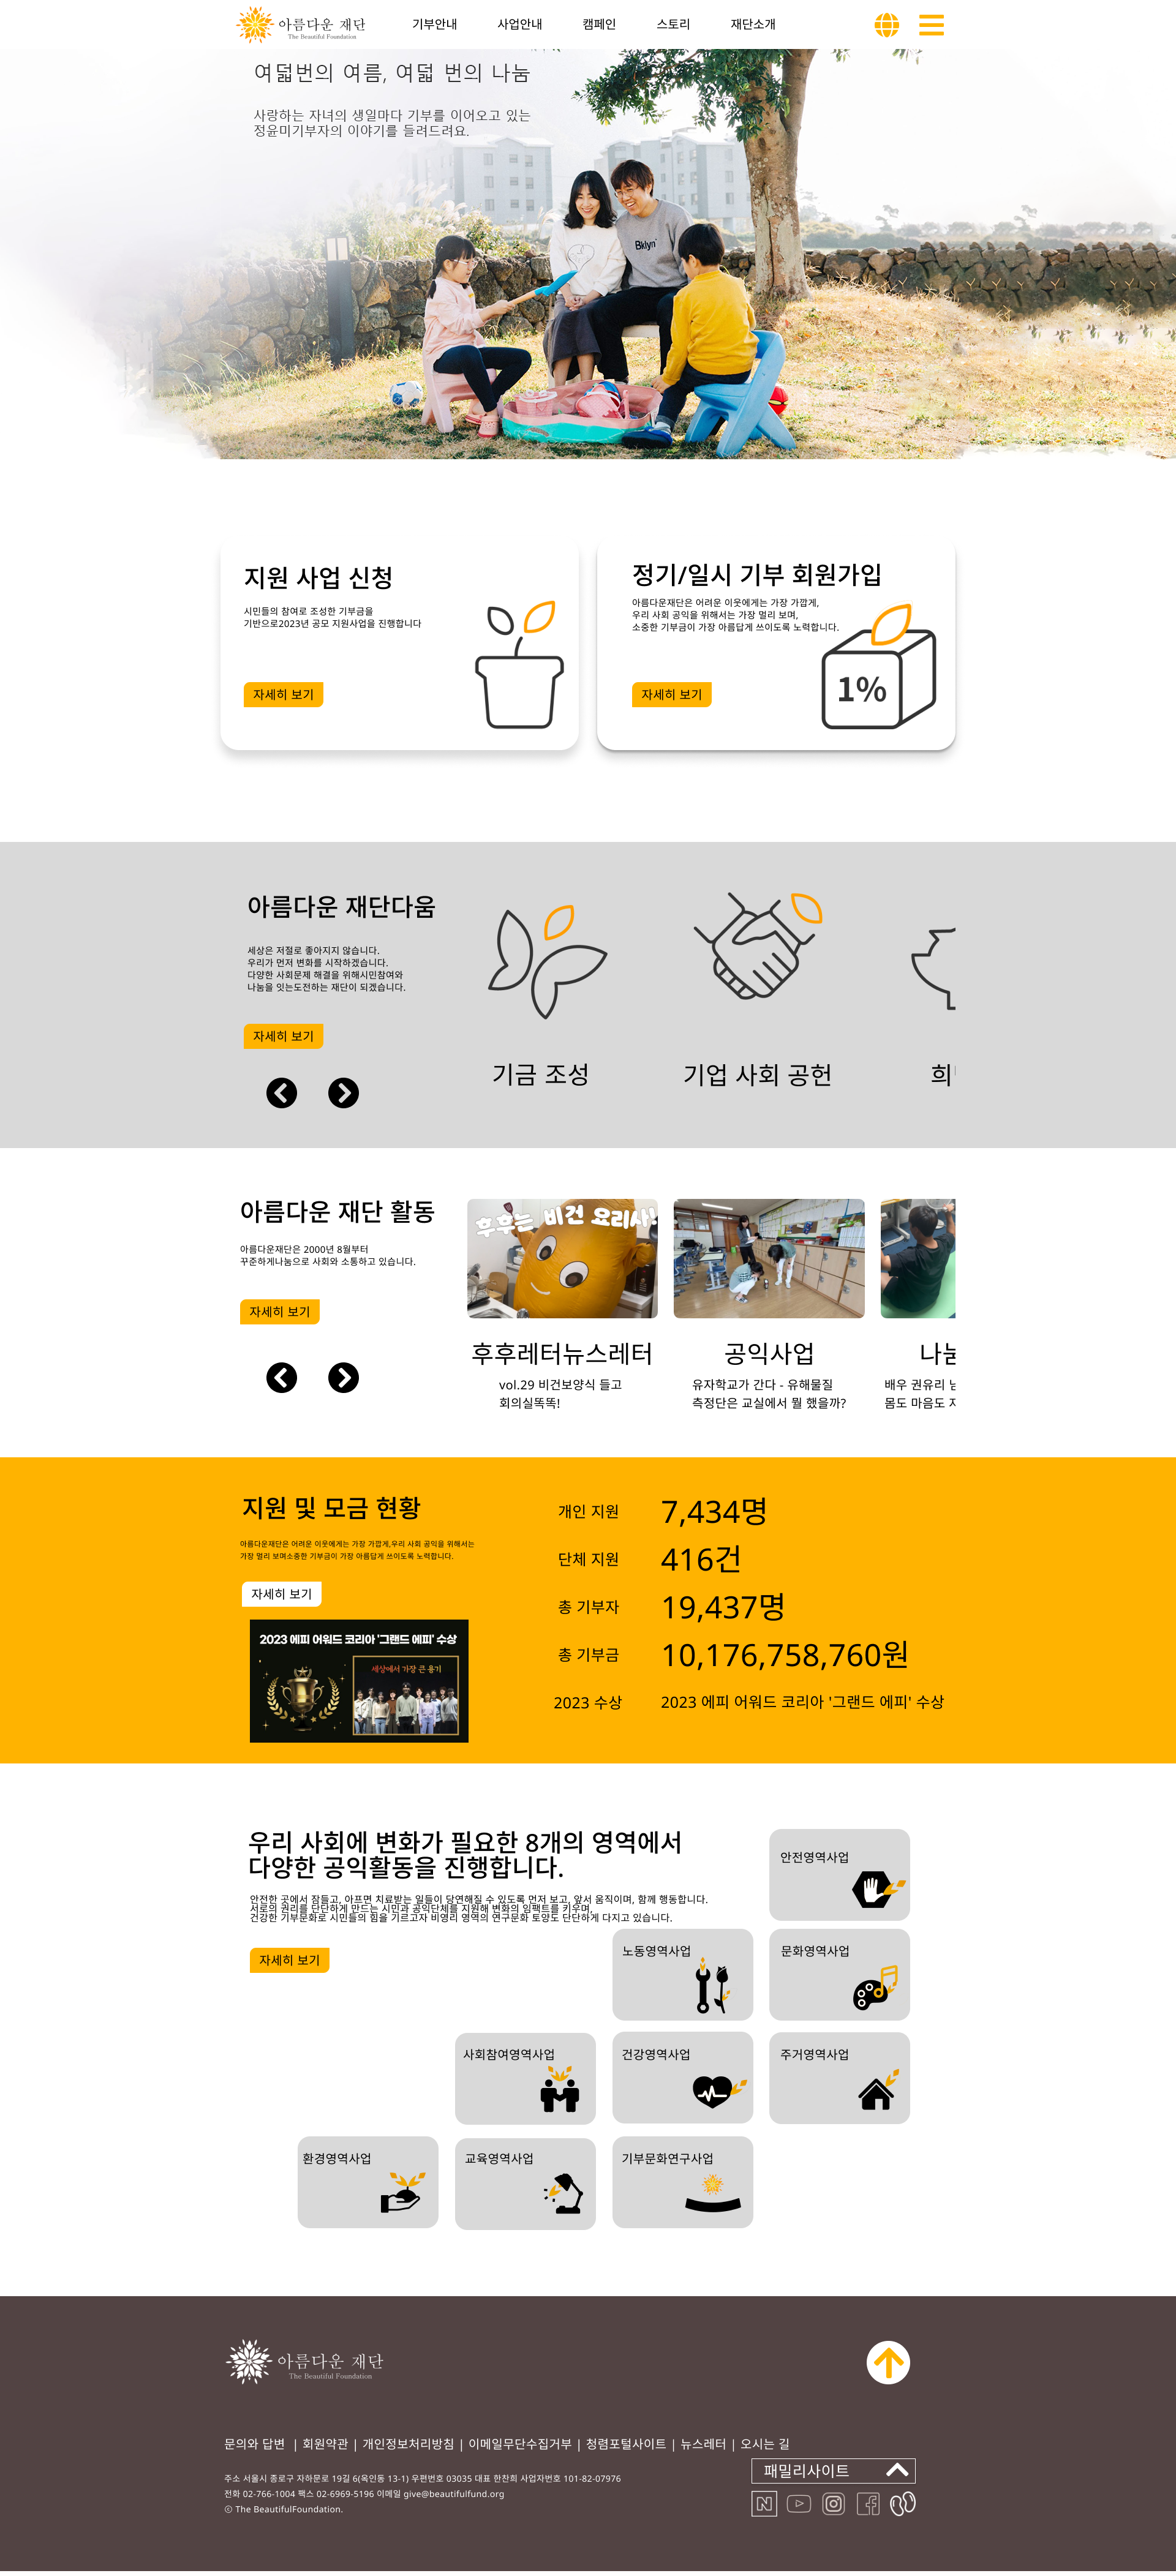 아름다운 재단
The Beautiful Foundation
기부안내 사업안내 캠페인 스토리 재단소개
여덟번의 여름, 여덟 번의 나눔
사랑하는 자녀의 생일마다 기부를 이어오고 있는
정윤미기부자의 이야기를 들려드려요.
Bklyn
지원 사업 신청
시민들의 참여로 조성한 기부금을
기반으로2023년 공모 지원사업을 진행합니다
자세히 보기
정기/일시 기부 회원가입
아름다운재단은 어려운 이웃에게는 가장 가깝게,
우리 사회 공익을 위해서는 가장 멀리 보며,
소중한 기부금이 가장 아름답게 쓰이도록 노력합니다.
자세히 보기
1%
아름다운 재단다움
세상은 저절로 좋아지지 않습니다.
우리가 먼저 변화를 시작하겠습니다.
다양한 사회문제 해결을 위해시민참여와
나눔을 잇는도전하는 재단이 되겠습니다.
자세히 보기
기금 조성
기업 사회 공헌
희
아름다운 재단 활동
아름다운재단은 2000년 8월부터
꾸준하게나눔으로 사회와 소통하고 있습니다.
자세히 보기
후후는 비건 요리사!
후후레터뉴스레터
vol.29 비건보양식 들고
회의실똑똑!
공익사업
유자학교가 간다 - 유해물질
측정단은 교실에서 뭘 했을까?
나눔
배우 권유리
몸도 마음도
지원 및 모금 현황
아름다운재단은 어려운 이웃에게는 가장 가깝게,우리 사회 공익을 위해서는
가장 멀리 보며소중한 기부금이 가장 아름답게 쓰이도록 노력합니다.
자세히 보기
2023 에피 어워드 코리아 '그랜드 에피' 수상
세상에서 가장 큰 용기
개인 지원 7,434명
단체 지원 416건
총 기부자 19,437명
총 기부금 10,176,758,760원
2023 수상 2023 에피 어워드 코리아 '그랜드 에피' 수상
우리 사회에 변화가 필요한 8개의 영역에서
다양한 공익활동을 진행합니다.
안전한 곳에서 잠들고, 아프면 치료받는 일들이 당연해질 수 있도록 먼저 보고, 앞서 움직이며, 함께 행동합니다.
서로의 권리를 단단하게 만드는 시민과 공익단체를 지원해 변화의 임팩트를 키우며,
건강한 기부문화로 시민들의 힘을 기르고자 비영리 영역의 연구문화 토양도 단단하게 다지고 있습니다.
자세히 보기
안전영역사업
노동영역사업
문화영역사업
사회참여영역사업
건강영역사업
주거영역사업
환경영역사업
교육영역사업
기부문화연구사업
아름다운 재단
The Beautiful Foundation
문의와 답변 | 회원약관 | 개인정보처리방침 | 이메일무단수집거부 | 청렴포털사이트 | 뉴스레터 | 오시는 길
패밀리사이트
주소 서울시 종로구 자하문로 19길 6(옥인동 13-1) 우편번호 03035 대표 한찬희 사업자번호 101-82-07976
전화 02-766-1004 팩스 02-6969-5196 이메일 give@beautifulfund.org
ⓒ The BeautifulFoundation.